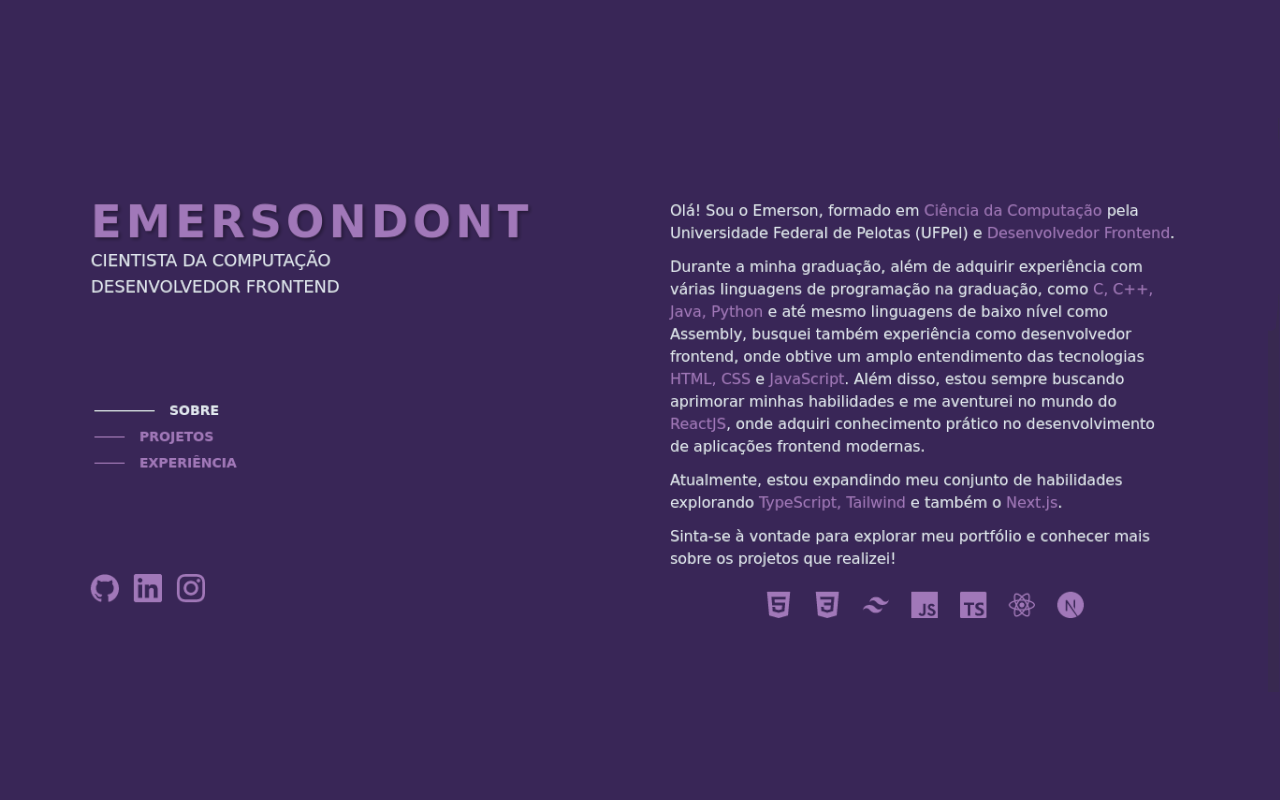 EMERSONDONT
CIENTISTA DA COMPUTAÇÃO
DESENVOLVEDOR FRONTEND
SOBRE
PROJETOS
EXPERIÊNCIA
Olá! Sou o Emerson, formado em Ciência da Computação pela
Universidade Federal de Pelotas (UFPel) e Desenvolvedor Frontend.
Durante a minha graduação, além de adquirir experiência com
várias linguagens de programação na graduação, como C, C++,
Java, Python e até mesmo linguagens de baixo nível como
Assembly, busquei também experiência como desenvolvedor
frontend, onde obtive um amplo entendimento das tecnologias
HTML, CSS e JavaScript. Além disso, estou sempre buscando
aprimorar minhas habilidades e me aventurei no mundo do
ReactJS, onde adquiri conhecimento prático no desenvolvimento
de aplicações frontend modernas.
Atualmente, estou expandindo meu conjunto de habilidades
explorando TypeScript, Tailwind e também o Next.js.
Sinta-se à vontade para explorar meu portfólio e conhecer mais
sobre os projetos que realizei!
JS TS